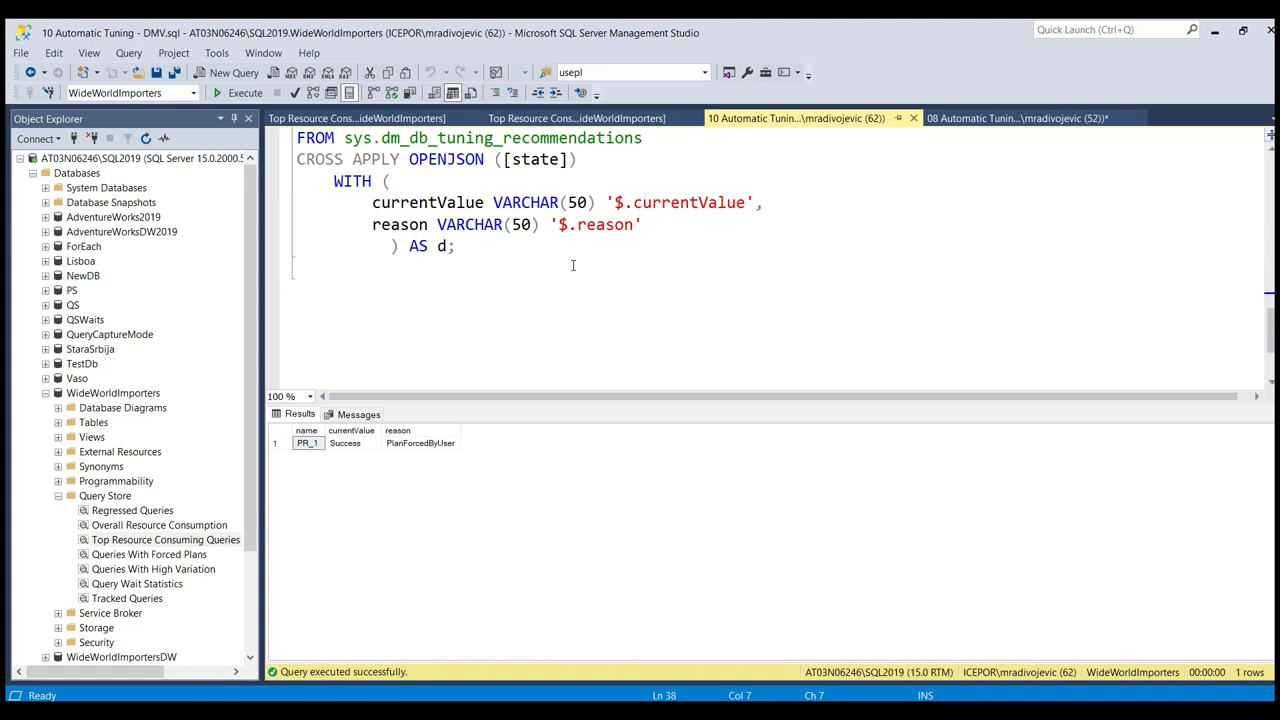 10 Automatic Tuning - DMV.sql - AT03N06246\SQL2019.WideWorldImporters (ICEPOR\mradivojevic (62)) - Microsoft SQL Server Management Studio
Quick Launch (Ctrl+Q)
File Edit View Query Project Tools Window Help
New Query
MDX DMX XMLA DAX
usepl
WideWorldImporters
Execute
Object Explorer
Top Resource Cons...ideWorldImporters]
Top Resource Cons...ideWorldImporters]
10 Automatic Tunin...\mradivojevic (62))
08 Automatic Tunin...\mradivojevic (52))*
Connect
AT03N06246\SQL2019 (SQL Server 15.0.2000.5
Databases
System Databases
Database Snapshots
AdventureWorks2019
AdventureWorksDW2019
ForEach
Lisboa
NewDB
PS
QS
QSWaits
QueryCaptureMode
StaraSrbija
TestDb
Vaso
WideWorldImporters
Database Diagrams
Tables
Views
External Resources
Synonyms
Programmability
Query Store
Regressed Queries
Overall Resource Consumption
Top Resource Consuming Queries
Queries With Forced Plans
Queries With High Variation
Query Wait Statistics
Tracked Queries
Service Broker
Storage
Security
WideWorldImportersDW
FROM sys.dm_db_tuning_recommendations
CROSS APPLY OPENJSON ([state])
WITH (
currentValue VARCHAR(50) '$.currentValue',
reason VARCHAR(50) '$.reason'
) AS d;
100 %
Results Messages
name currentValue reason
1 PR_1 Success PlanForcedByUser
Query executed successfully.
AT03N06246\SQL2019 (15.0 RTM) ICEPOR\mradivojevic (62) WideWorldImporters 00:00:00 1 rows
Ready Ln 38 Col 7 Ch 7 INS